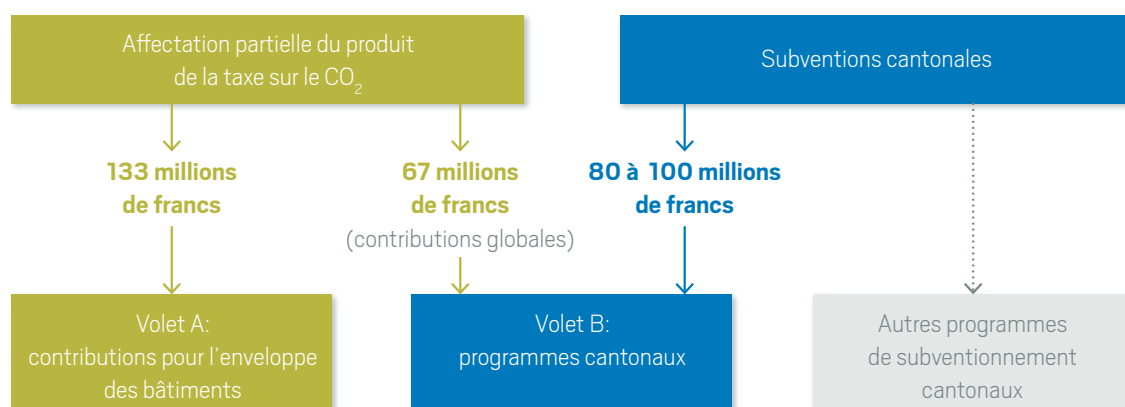 Affectation partielle du produit
de la taxe sur le CO₂
Subventions cantonales
133 millions
de francs
67 millions
de francs
(contributions globales)
80 à 100 millions
de francs
Volet A:
contributions pour l'enveloppe
des bâtiments
Volet B:
programmes cantonaux
Autres programmes
de subventionnement
cantonaux